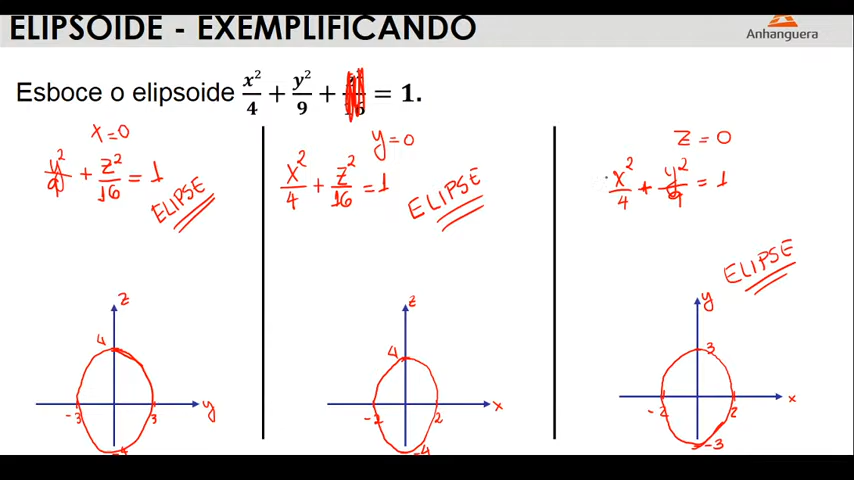 ELIPSOIDE - EXEMPLIFICANDO
Anhanguera
Esboce o elipsoide x²/4 + y²/9 + = 1.
x = 0
y²/9 + z²/16 = 1
ELIPSE
z
4
-3 3 y
-4
y = 0
x²/4 + z²/16 = 1
ELIPSE
z
4
-2 2 x
-4
z = 0
x²/4 + y²/9 = 1
ELIPSE
y
3
-2 2 x
-3